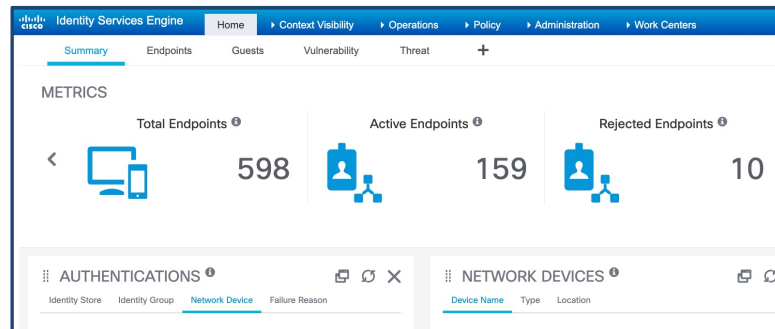 cisco Identity Services Engine Home Context Visibility Operations Policy Administration Work Centers
Summary Endpoints Guests Vulnerability Threat +
METRICS
Total Endpoints Active Endpoints Rejected Endpoints
598 159 10
AUTHENTICATIONS NETWORK DEVICES
Identity Store Identity Group Network Device Failure Reason Device Name Type Location